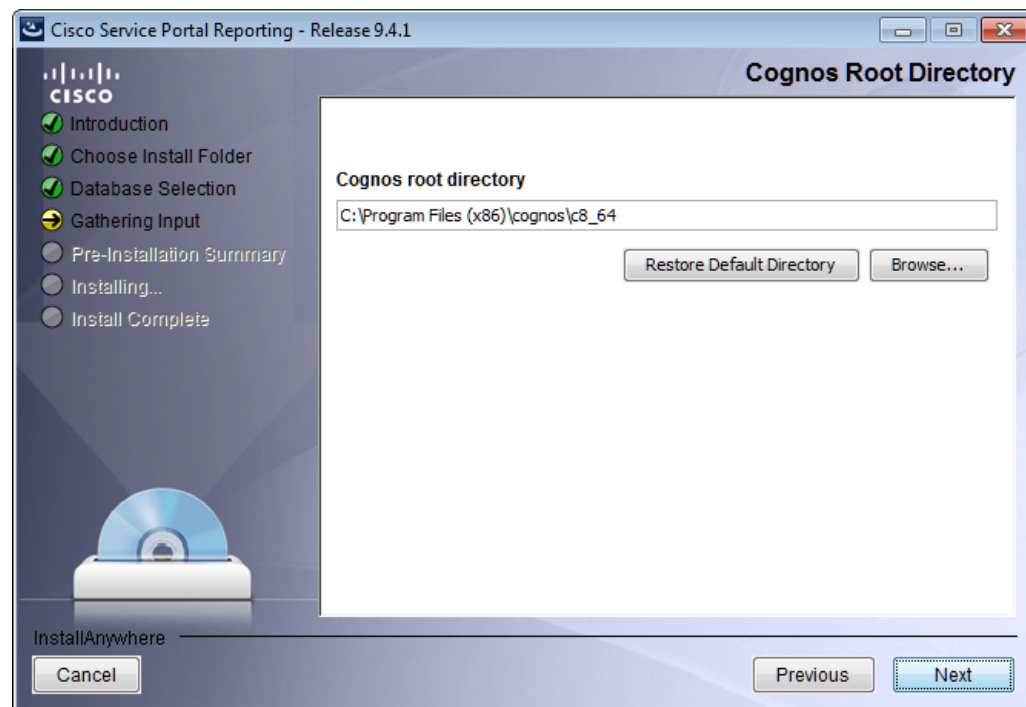 Cisco Service Portal Reporting - Release 9.4.1
CISCO
Cognos Root Directory
Introduction
Choose Install Folder
Database Selection
Gathering Input
Pre-Installation Summary
Installing...
Install Complete
Cognos root directory
C:\Program Files (x86)\cognos\c8_64
Restore Default Directory Browse...
InstallAnywhere
Cancel Previous Next